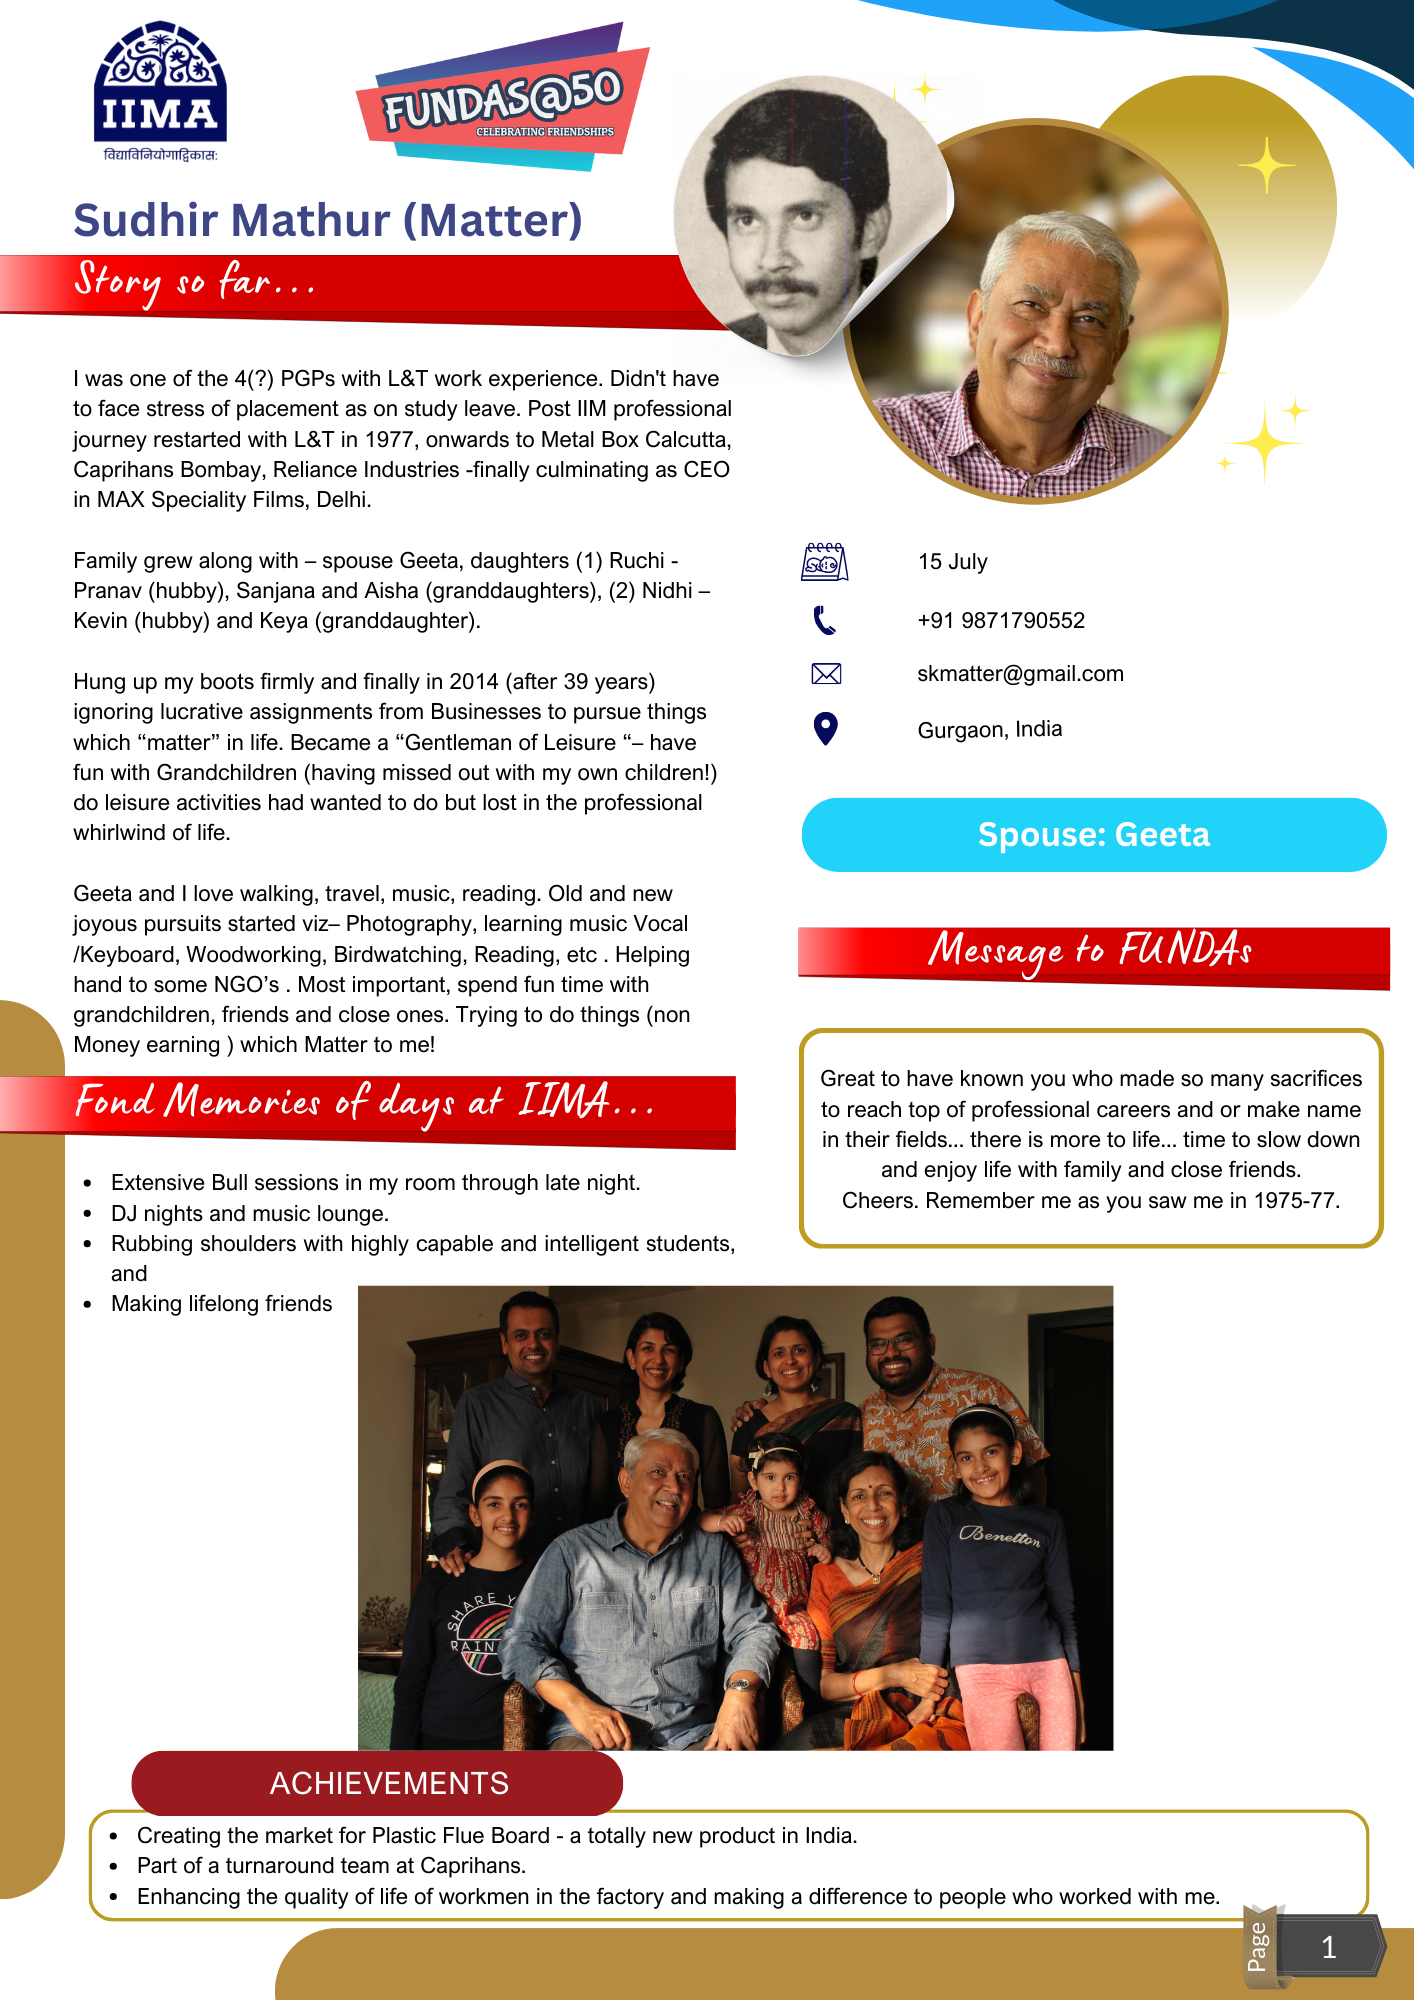 IIMA
विद्याविनियोगाद्विकास:
FUNDAS@50
CELEBRATING FRIENDSHIPS
Sudhir Mathur (Matter)
Story so far...
I was one of the 4(?) PGPs with L&T work experience. Didn't have
to face stress of placement as on study leave. Post IIM professional
journey restarted with L&T in 1977, onwards to Metal Box Calcutta,
Caprihans Bombay, Reliance Industries -finally culminating as CEO
in MAX Speciality Films, Delhi.
Family grew along with – spouse Geeta, daughters (1) Ruchi -
Pranav (hubby), Sanjana and Aisha (granddaughters), (2) Nidhi –
Kevin (hubby) and Keya (granddaughter).
Hung up my boots firmly and finally in 2014 (after 39 years)
ignoring lucrative assignments from Businesses to pursue things
which “matter” in life. Became a “Gentleman of Leisure “– have
fun with Grandchildren (having missed out with my own children!)
do leisure activities had wanted to do but lost in the professional
whirlwind of life.
Geeta and I love walking, travel, music, reading. Old and new
joyous pursuits started viz– Photography, learning music Vocal
/Keyboard, Woodworking, Birdwatching, Reading, etc . Helping
hand to some NGO’s . Most important, spend fun time with
grandchildren, friends and close ones. Trying to do things (non
Money earning ) which Matter to me!
Fond Memories of days at IIMA...
• Extensive Bull sessions in my room through late night.
• DJ nights and music lounge.
• Rubbing shoulders with highly capable and intelligent students,
and
• Making lifelong friends
15 July
+91 9871790552
skmatter@gmail.com
Gurgaon, India
Spouse: Geeta
Message to FUNDAs
Great to have known you who made so many sacrifices
to reach top of professional careers and or make name
in their fields... there is more to life... time to slow down
and enjoy life with family and close friends.
Cheers. Remember me as you saw me in 1975-77.
SHARE
RAIN
Benetton
ACHIEVEMENTS
• Creating the market for Plastic Flue Board - a totally new product in India.
• Part of a turnaround team at Caprihans.
• Enhancing the quality of life of workmen in the factory and making a difference to people who worked with me.
Page
1